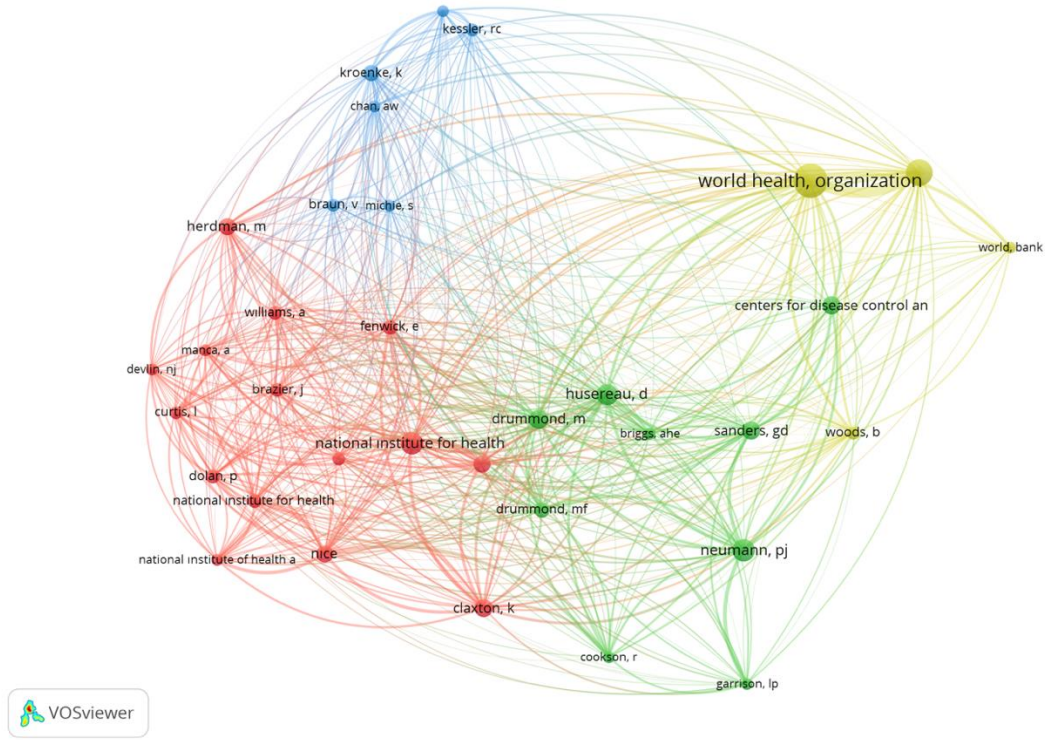 kessler, rc
kroenke, k
chan, aw
world health, organization
braun, v
michie, s
herdman, m
world, bank
centers for disease control an
williams, a
fenwick, e
manca, a
devlin, nj
brazier, j
husereau, d
curtis, l
drummond, m
briggs, ahe
sanders, gd
woods, b
national institute for health
dolan, p
national institute for health
drummond, mf
neumann, pj
nice
national institute of health a
claxton, k
cookson, r
garrison, lp
VOSviewer